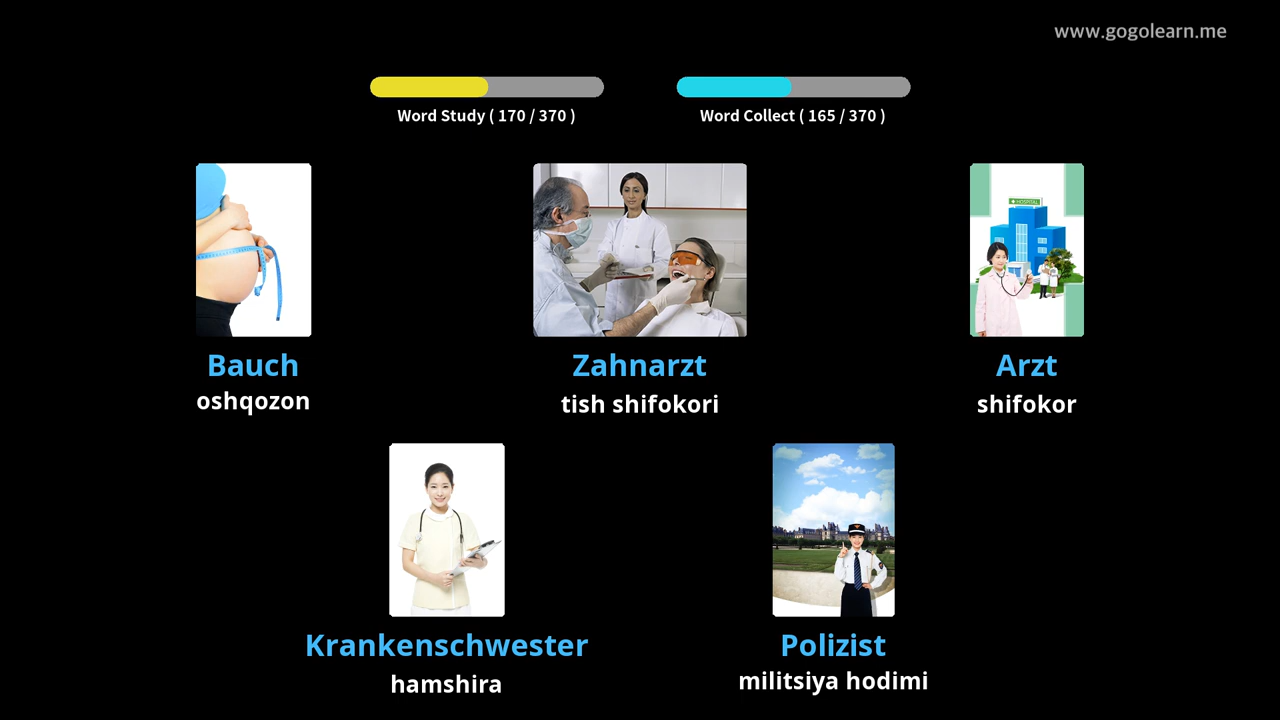 www.gogolearn.me
Word Study ( 170 / 370 )
Word Collect ( 165 / 370 )
HOSPITAL
Bauch
oshqozon
Zahnarzt
tish shifokori
Arzt
shifokor
Krankenschwester
hamshira
Polizist
militsiya hodimi